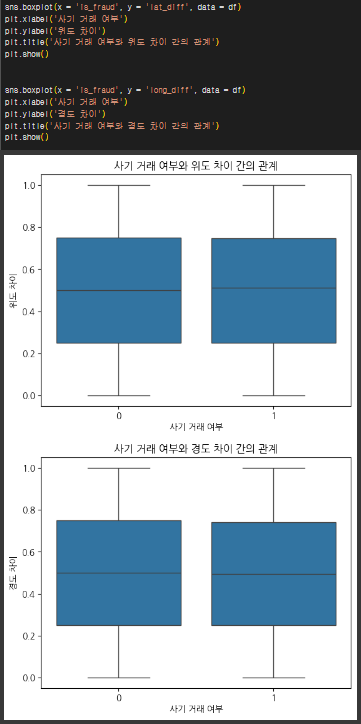 sns.boxplot(x = 'is_fraud', y = 'lat_diff', data = df)
plt.xlabel('사기 거래 여부')
plt.ylabel('위도 차이')
plt.title('사기 거래 여부와 위도 차이 간의 관계')
plt.show()
sns.boxplot(x = 'is_fraud', y = 'long_diff', data = df)
plt.xlabel('사기 거래 여부')
plt.ylabel('경도 차이')
plt.title('사기 거래 여부와 경도 차이 간의 관계')
plt.show()
사기 거래 여부와 위도 차이 간의 관계
1.0
0.8
0.6
0.4
0.2
0.0
위도 차이
0 1
사기 거래 여부
사기 거래 여부와 경도 차이 간의 관계
1.0
0.8
0.6
0.4
0.2
0.0
경도 차이
0 1
사기 거래 여부